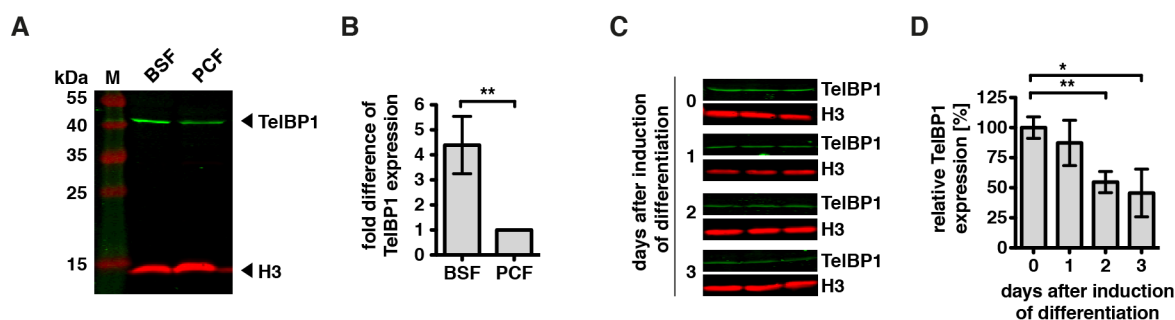 A
kDa
M
BSF
PCF
55
40
35
25
15
TelBP1
H3
B
fold difference of
TelBP1 expression
6
5
4
3
2
1
0
**
BSF
PCF
C
days after induction
of differentiation
0
TelBP1
H3
1
TelBP1
H3
2
TelBP1
H3
3
TelBP1
H3
D
relative TelBP1
expression [%]
*
**
125
100
75
50
25
0
0 1 2 3
days after induction
of differentiation